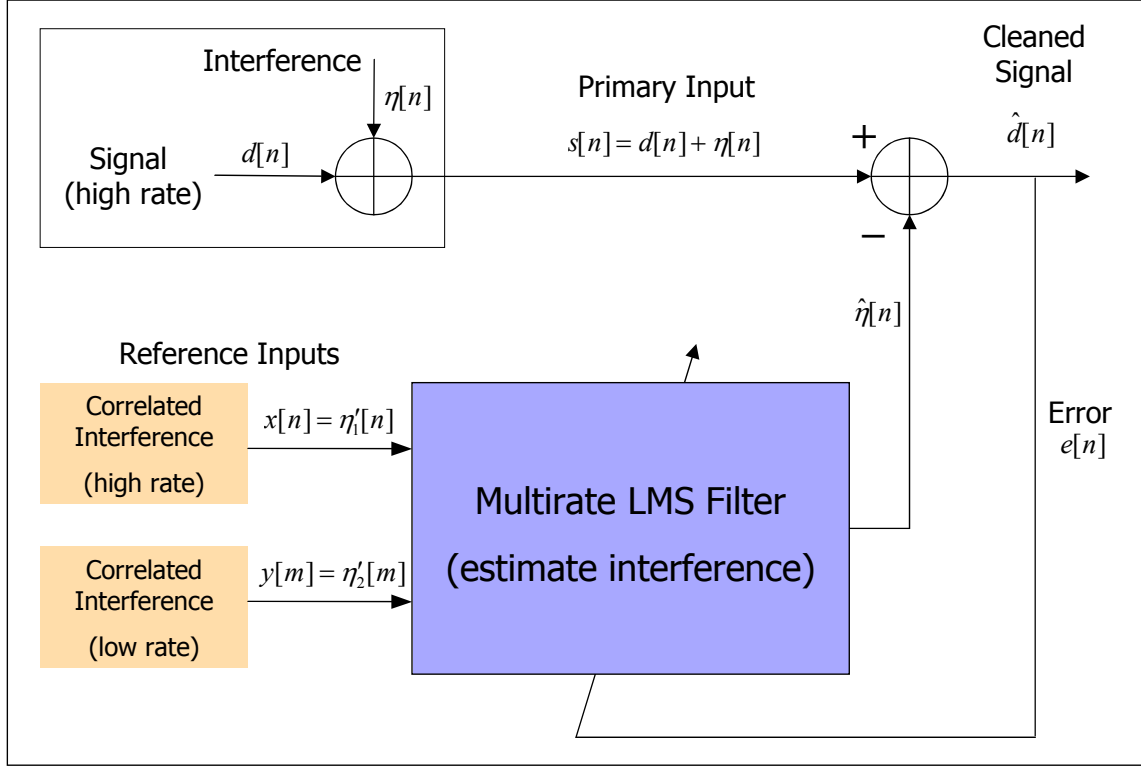 Interference
η[n]
Signal
(high rate)
d[n]
Primary Input
s[n] = d[n] + η[n]
+
−
Cleaned
Signal
d̂[n]
η̂[n]
Reference Inputs
Correlated
Interference
(high rate)
x[n] = η′₁[n]
Correlated
Interference
(low rate)
y[m] = η′₂[m]
Multirate LMS Filter
(estimate interference)
Error
e[n]